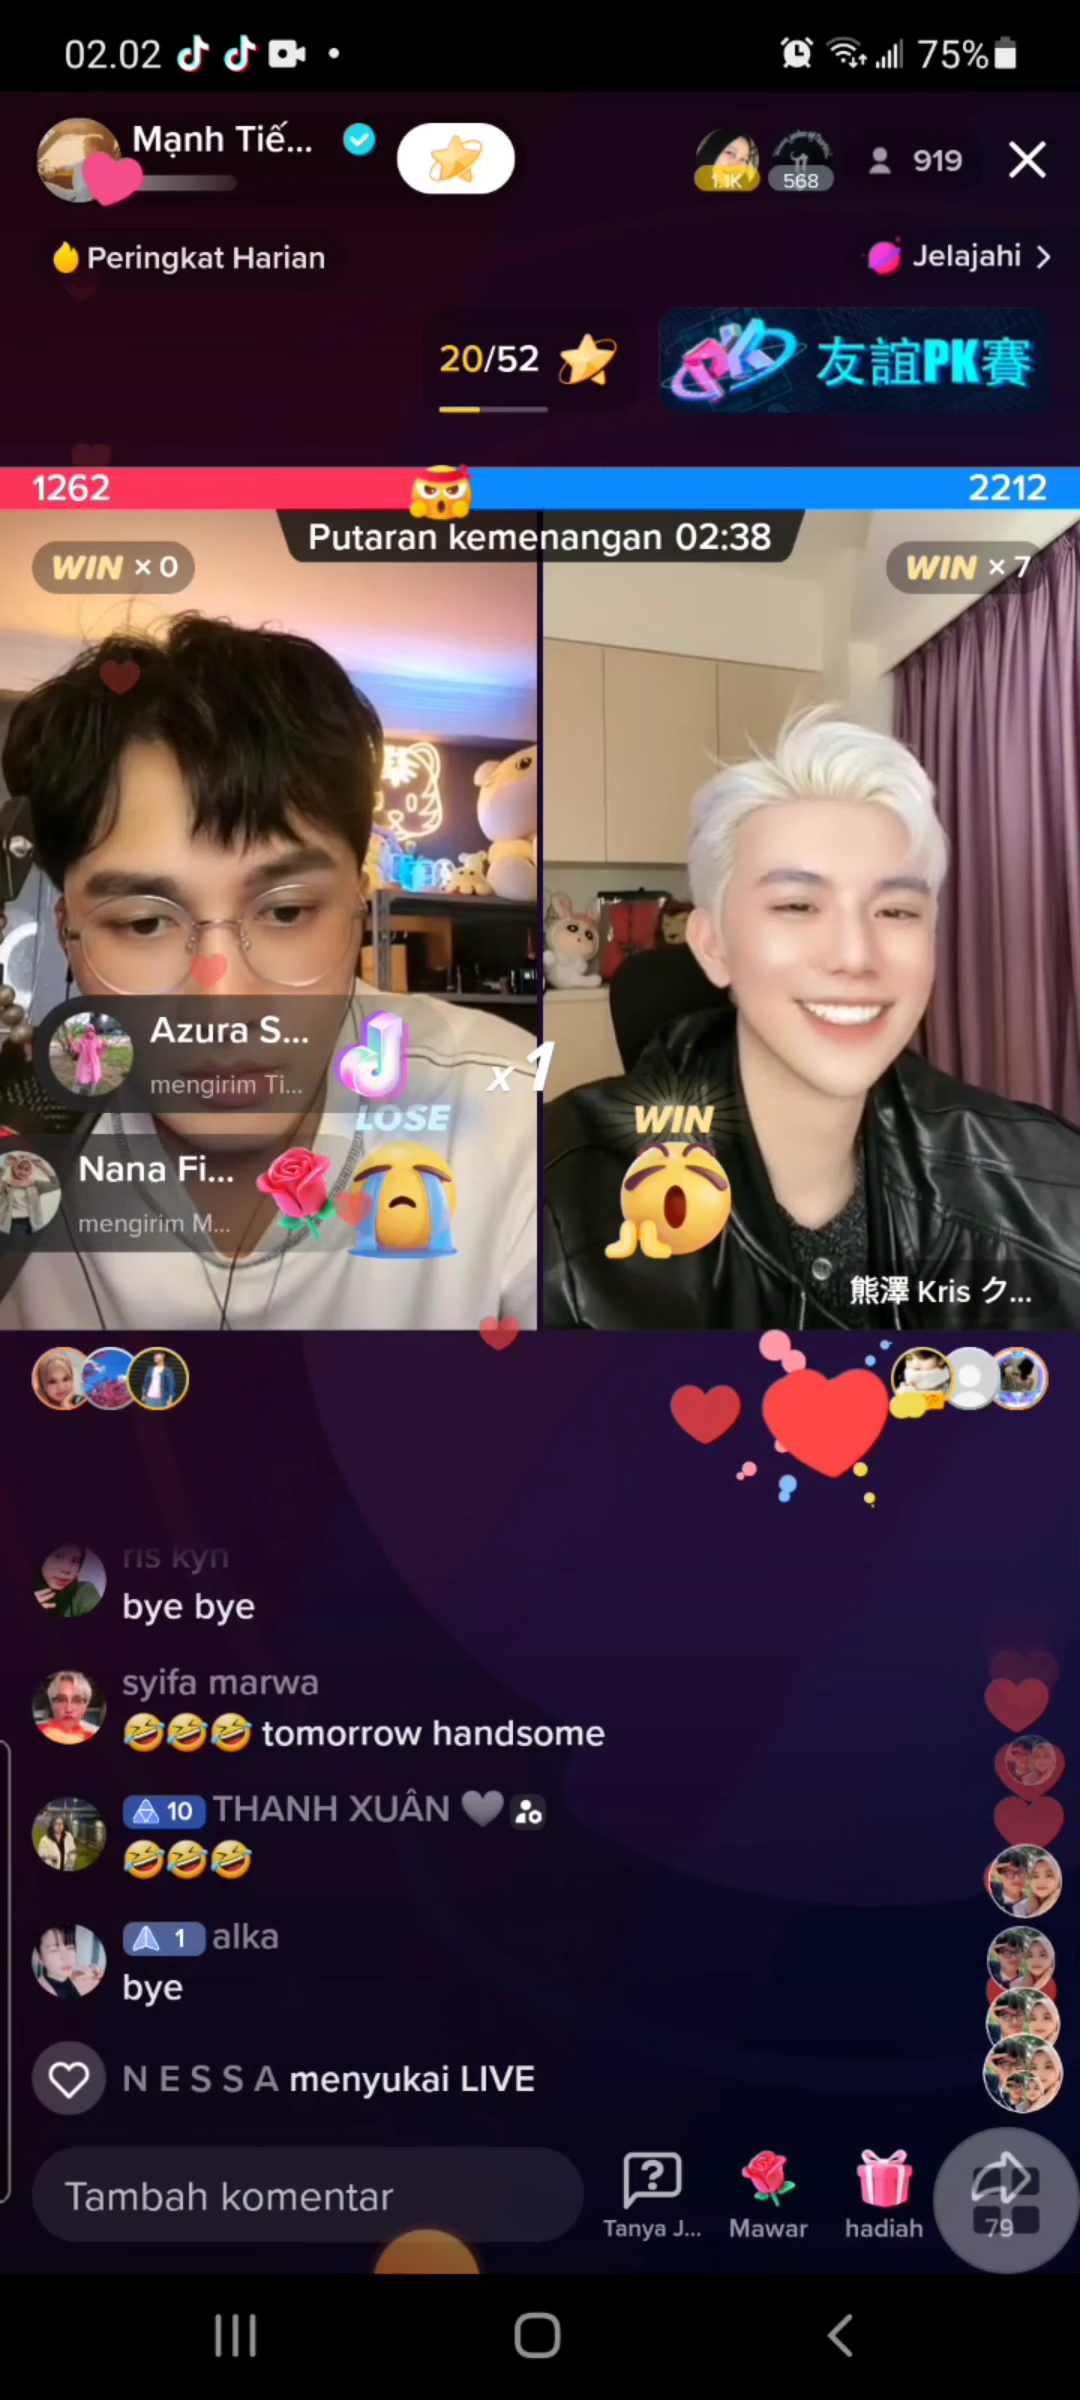 02.02
75%
Mạnh Tiế...
1.1K
568
919
Peringkat Harian
Jelajahi
20/52
友誼PK賽
1262
2212
Putaran kemenangan 02:38
WIN × 0
WIN × 7
Azura S...
mengirim Ti...
x 1
LOSE
WIN
Nana Fi...
mengirim M...
熊澤 Kris ク...
ris kyn
bye bye
syifa marwa
🤣🤣🤣 tomorrow handsome
10 THANH XUÂN 🖤
🤣🤣🤣
1 alka
bye
N E S S A menyukai LIVE
Tambah komentar
Tanya J...
Mawar
hadiah
79